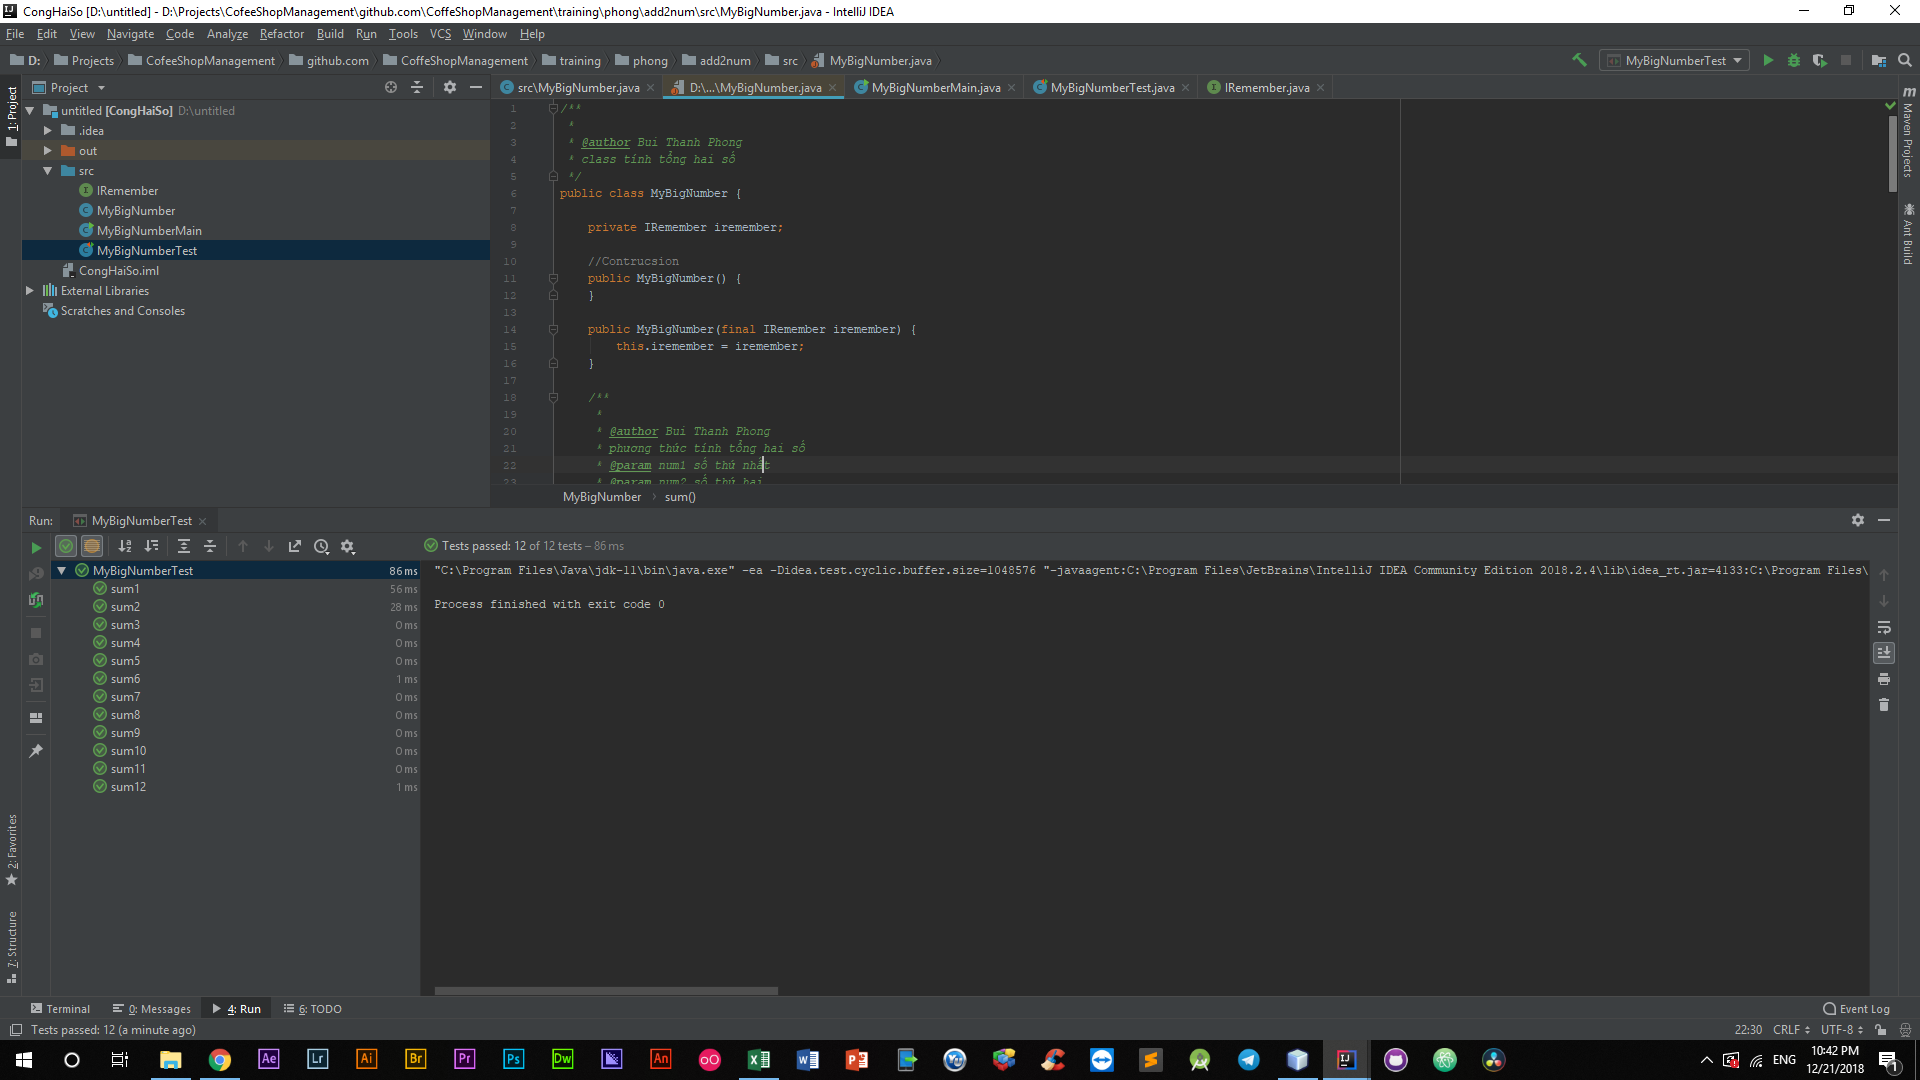 CongHaiSo [D:\untitled] - D:\Projects\CofeeShopManagement\github.com\CoffeShopManagement\training\phong\add2num\src\MyBigNumber.java - IntelliJ IDEA
File Edit View Navigate Code Analyze Refactor Build Run Tools VCS Window Help
D: Projects CofeeShopManagement github.com CoffeShopManagement training phong add2num src MyBigNumber.java MyBigNumberTest
Project
src\MyBigNumber.java D:\...\MyBigNumber.java MyBigNumberMain.java MyBigNumberTest.java IRemember.java
1: Project
untitled [CongHaiSo] D:\untitled
.idea
out
src
IRemember
MyBigNumber
MyBigNumberMain
MyBigNumberTest
CongHaiSo.iml
External Libraries
Scratches and Consoles
1 /**
2 *
3 * @author Bui Thanh Phong
4 * class tính tổng hai số
5 */
6 public class MyBigNumber {
7
8 private IRemember iremember;
9
10 //Contrucsion
11 public MyBigNumber() {
12 }
13
14 public MyBigNumber(final IRemember iremember) {
15 this.iremember = iremember;
16 }
17
18 /**
19 *
20 * @author Bui Thanh Phong
21 * phương thức tính tổng hai số
22 * @param num1 số thứ nhất
23 * @param num2 số thứ hai
MyBigNumber sum()
Maven Projects
Ant Build
Run: MyBigNumberTest
Tests passed: 12 of 12 tests – 86 ms
MyBigNumberTest 86 ms
sum1 56 ms
sum2 28 ms
sum3 0 ms
sum4 0 ms
sum5 0 ms
sum6 1 ms
sum7 0 ms
sum8 0 ms
sum9 0 ms
sum10 0 ms
sum11 0 ms
sum12 1 ms
"C:\Program Files\Java\jdk-11\bin\java.exe" -ea -Didea.test.cyclic.buffer.size=1048576 "-javaagent:C:\Program Files\JetBrains\IntelliJ IDEA Community Edition 2018.2.4\lib\idea_rt.jar=4133:C:\Program Files\
Process finished with exit code 0
2: Favorites
7: Structure
Terminal 0: Messages 4: Run 6: TODO Event Log
Tests passed: 12 (a minute ago) 22:30 CRLF UTF-8
Ae Lr Ai Br Pr Ps Dw An
ENG
10:42 PM
12/21/2018
1